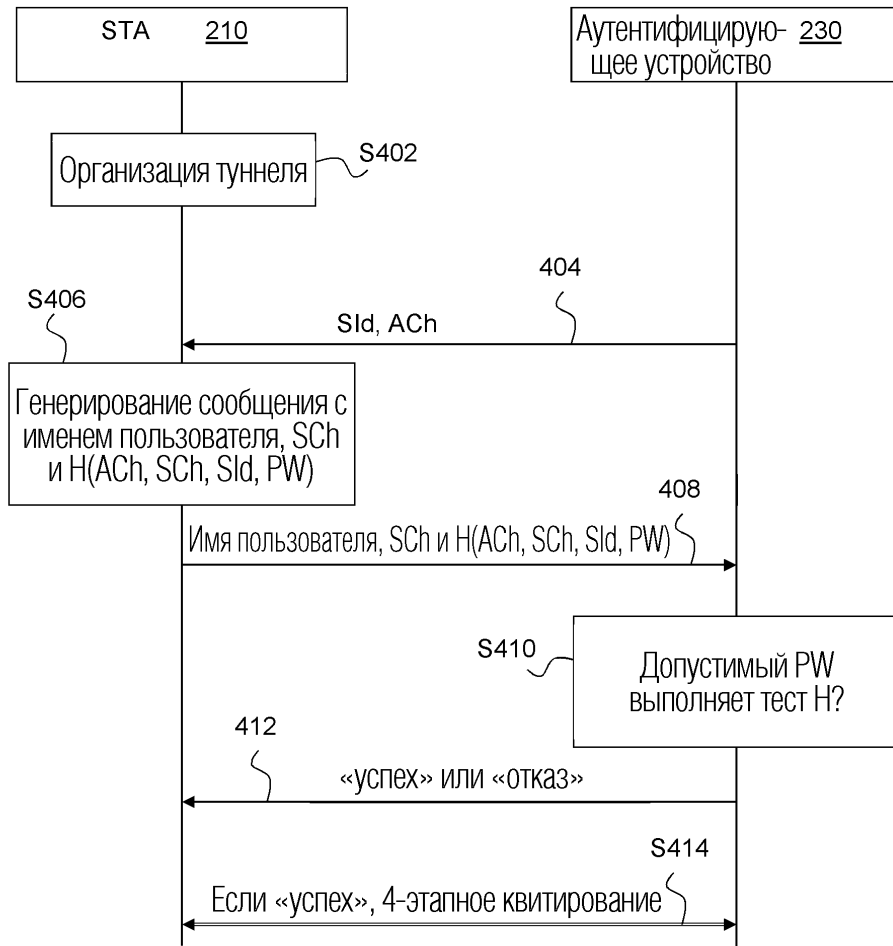 STA 210
Аутентифицирую- 230
щее устройство
Организация туннеля
S402
404
SId, ACh
S406
Генерирование сообщения с
именем пользователя, SCh
и H(ACh, SCh, SId, PW)
408
Имя пользователя, SCh и H(ACh, SCh, SId, PW)
S410
Допустимый PW
выполняет тест H?
412
«успех» или «отказ»
S414
Если «успех», 4-этапное квитирование